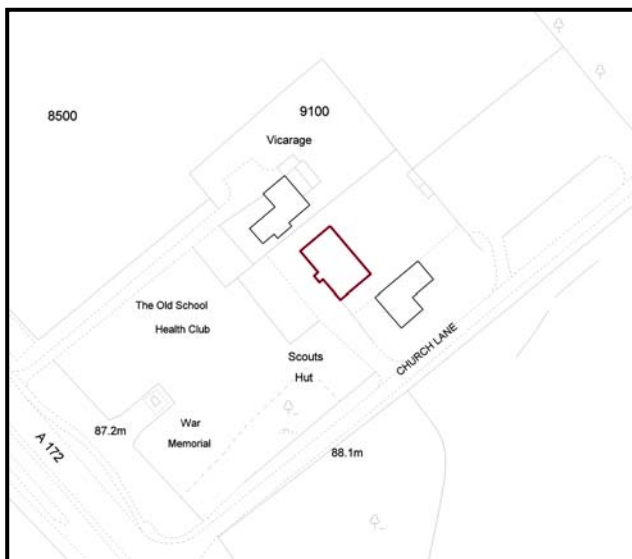 8500
9100
Vicarage
The Old School
Health Club
Scouts
Hut
CHURCH LANE
War
Memorial
87.2m
A 172
88.1m